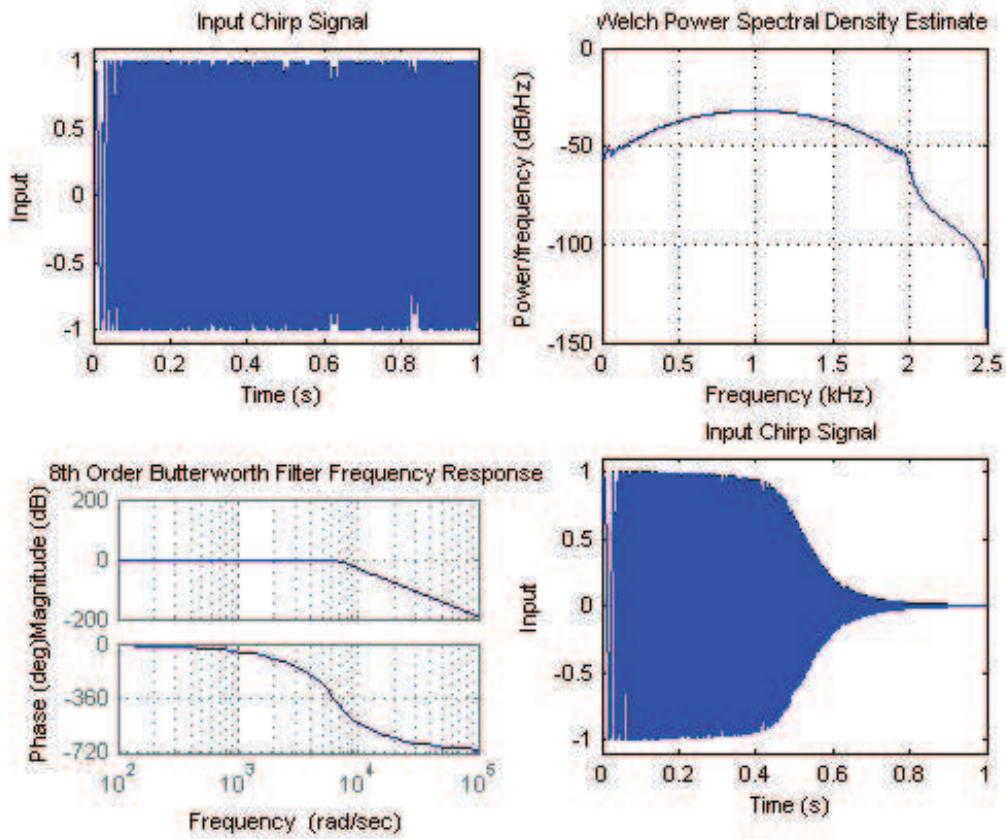 Input Chirp Signal
1
0.5
0
-0.5
-1
Input
0 0.2 0.4 0.6 0.8 1
Time (s)
Welch Power Spectral Density Estimate
0
-50
-100
-150
Power/frequency (dB/Hz)
0 0.5 1 1.5 2 2.5
Frequency (kHz)
8th Order Butterworth Filter Frequency Response
200
0
-200
Magnitude (dB)
0
-360
-720
Phase (deg)
10^2 10^3 10^4 10^5
Frequency (rad/sec)
Input Chirp Signal
1
0.5
0
-0.5
-1
Input
0 0.2 0.4 0.6 0.8 1
Time (s)